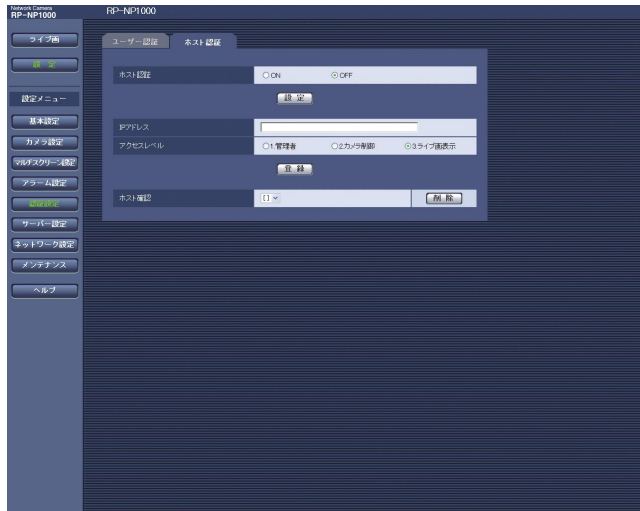 Network Camera
RP-NP1000
RP-NP1000
ライブ画
設定
設定メニュー
基本設定
カメラ設定
マルチスクリーン設定
アラーム設定
認証設定
サーバー設定
ネットワーク設定
メンテナンス
ヘルプ
ユーザー認証 ホスト認証
ホスト認証 ON OFF
設定
IPアドレス
アクセスレベル 1.管理者 2.カメラ制御 3.ライブ画表示
登録
ホスト確認 [] 削除